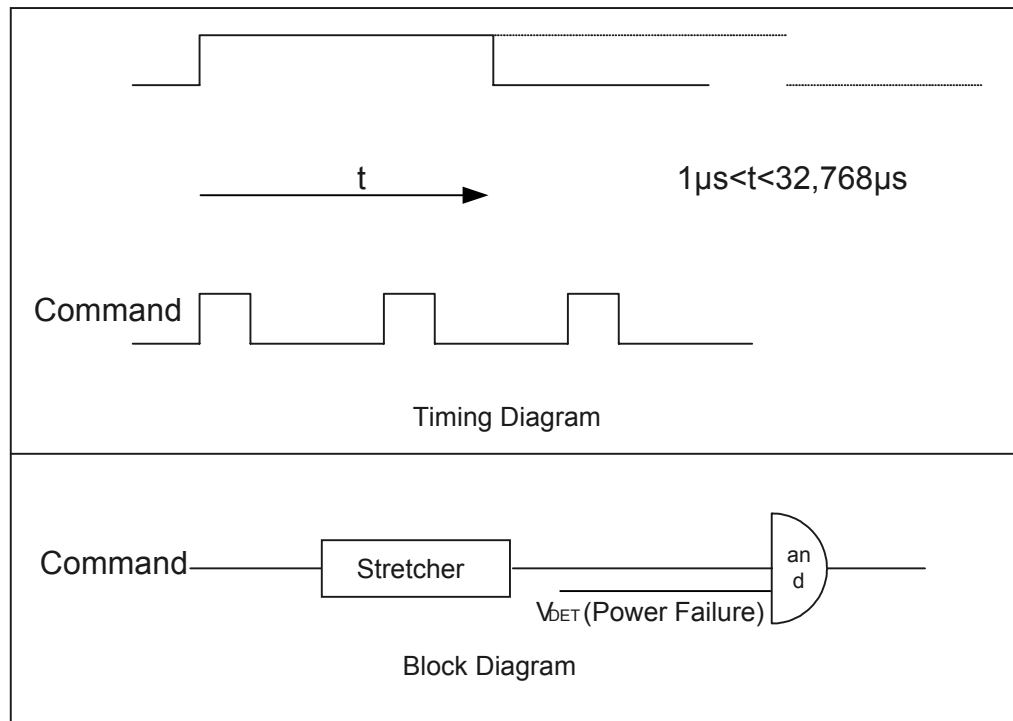 t
1µs<t<32,768µs
Command
Timing Diagram
Command
Stretcher
an
d
VDET (Power Failure)
Block Diagram